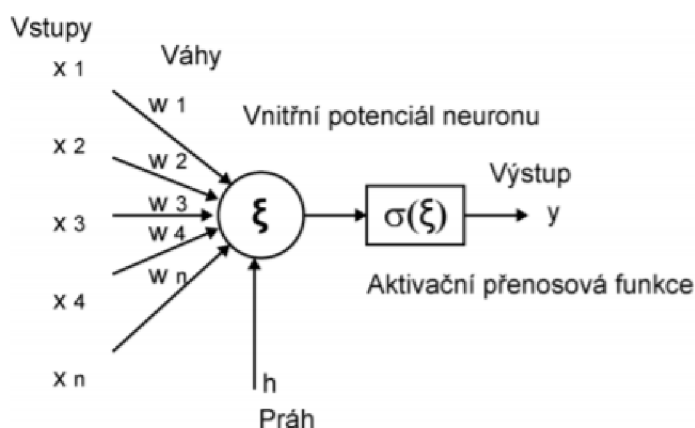 Vstupy
Váhy
x 1
w 1
Vnitřní potenciál neuronu
x 2
w 2
Výstup
x 3
w 3
ξ
σ(ξ)
y
w 4
w n
Aktivační přenosová funkce
x 4
x n
h
Práh